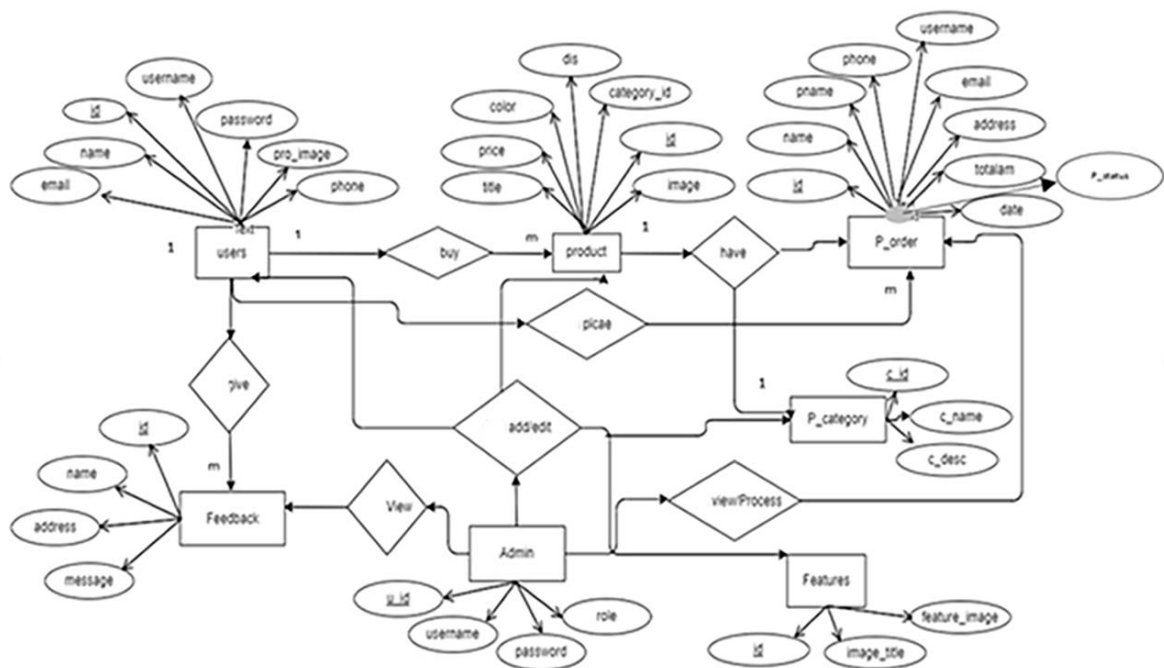 username
dis
username
phone
id
color
category_id
pname
email
password
name
price
id
name
address
pro_image
email
phone
title
image
id
totalam
P_status
date
1
users
1
buy
m
product
1
have
P_order
m
plcae
give
1
c_id
add/edit
P_category
c_name
id
c_desc
m
name
view/Process
Feedback
View
address
Admin
message
Features
u_id
role
feature_image
username
password
id
image_title